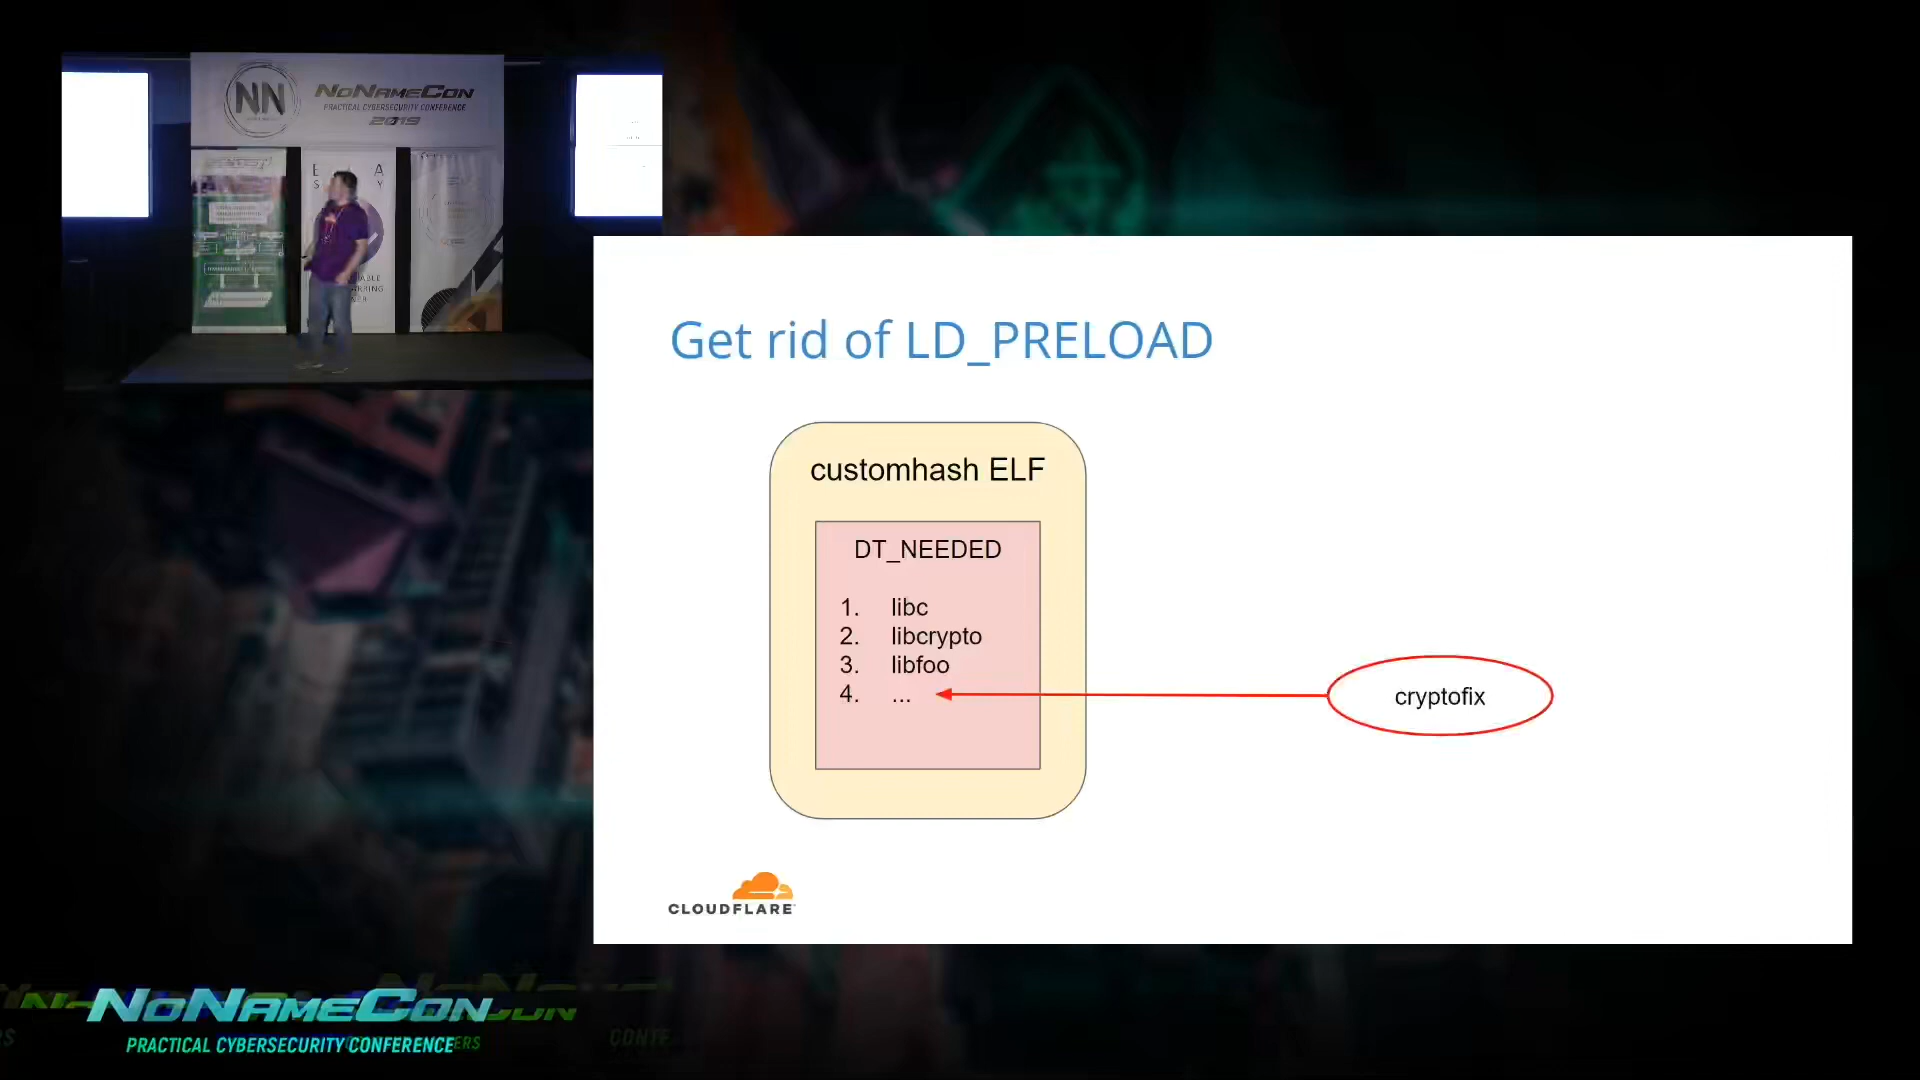 NN
NoNameCon
PRACTICAL CYBERSECURITY CONFERENCE
2019
Get rid of LD_PRELOAD
customhash ELF
DT_NEEDED
1. libc
2. libcrypto
3. libfoo
4. ...
cryptofix
CLOUDFLARE
NoNameCon
PRACTICAL CYBERSECURITY CONFERENCE